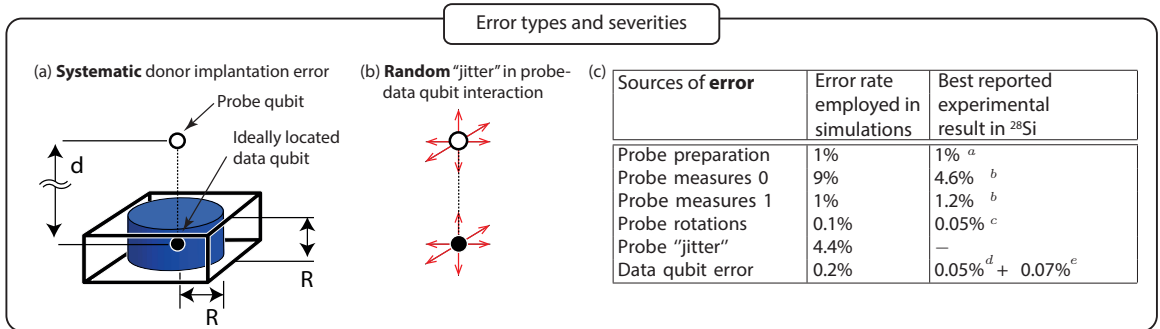 Error types and severities
(a) Systematic donor implantation error
Probe qubit
Ideally located
data qubit
d
R
R
(b) Random "jitter" in probe-
data qubit interaction
(c)
Sources of error | Error rate employed in simulations | Best reported experimental result in ²⁸Si
Probe preparation 1% 1% ᵃ
Probe measures 0 9% 4.6% ᵇ
Probe measures 1 1% 1.2% ᵇ
Probe rotations 0.1% 0.05% ᶜ
Probe "jitter" 4.4% –
Data qubit error 0.2% 0.05%ᵈ + 0.07%ᵉ